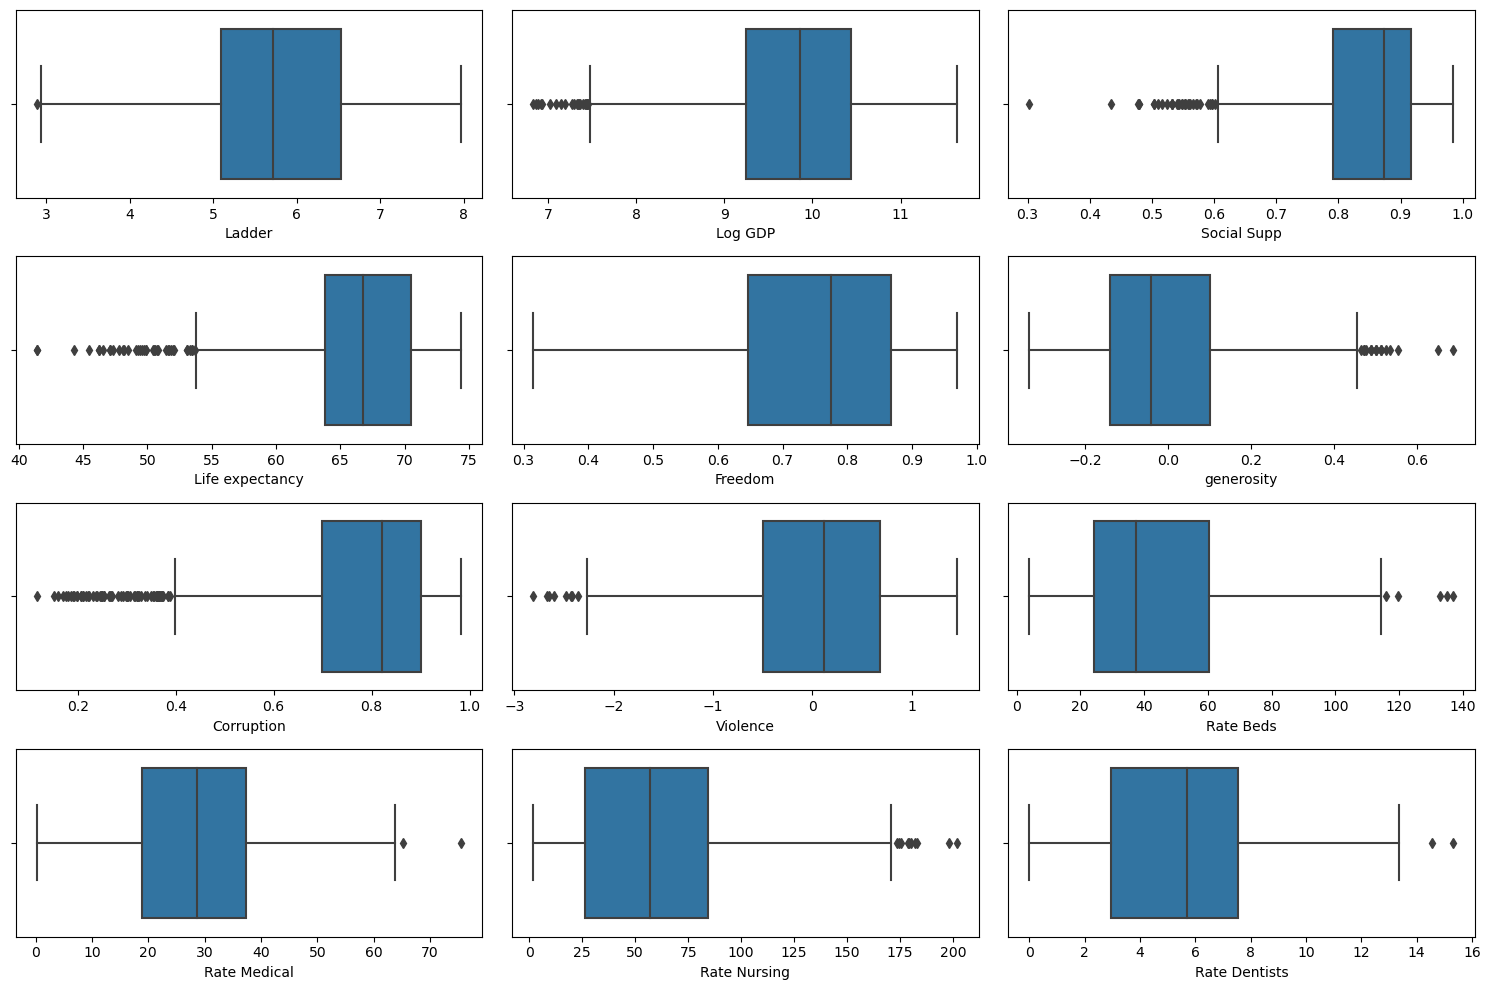 3 4 5 6 7 8
Ladder
7 8 9 10 11
Log GDP
0.3 0.4 0.5 0.6 0.7 0.8 0.9 1.0
Social Supp
40 45 50 55 60 65 70 75
Life expectancy
0.3 0.4 0.5 0.6 0.7 0.8 0.9 1.0
Freedom
−0.2 0.0 0.2 0.4 0.6
generosity
0.2 0.4 0.6 0.8 1.0
Corruption
−3 −2 −1 0 1
Violence
0 20 40 60 80 100 120 140
Rate Beds
0 10 20 30 40 50 60 70
Rate Medical
0 25 50 75 100 125 150 175 200
Rate Nursing
0 2 4 6 8 10 12 14 16
Rate Dentists